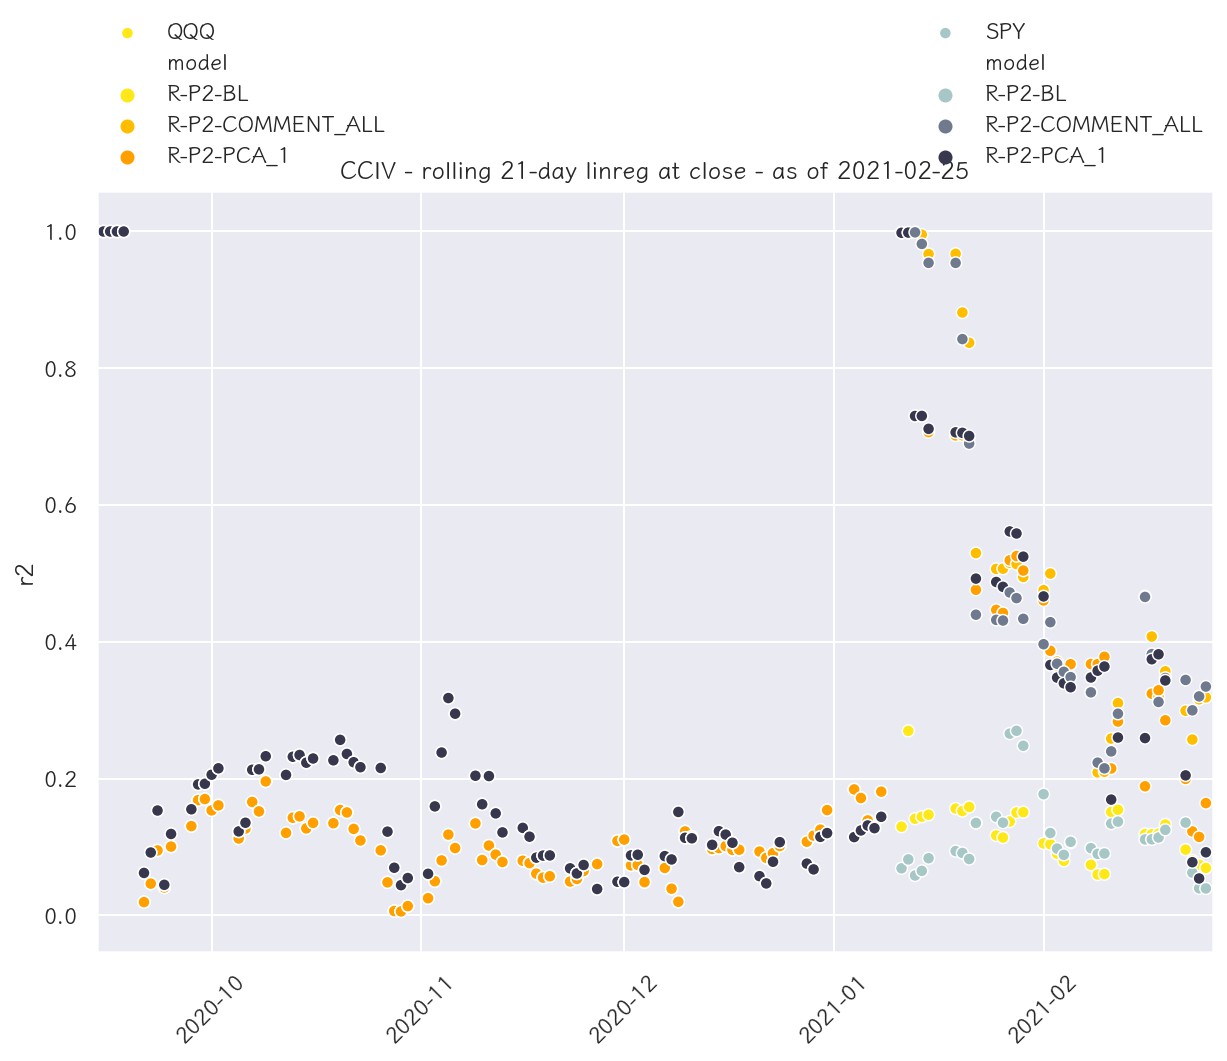 QQQ
model
R-P2-BL
R-P2-COMMENT_ALL
R-P2-PCA_1
SPY
model
R-P2-BL
R-P2-COMMENT_ALL
R-P2-PCA_1
CCIV - rolling 21-day linreg at close - as of 2021-02-25
r2
1.0
0.8
0.6
0.4
0.2
0.0
2020-10
2020-11
2020-12
2021-01
2021-02